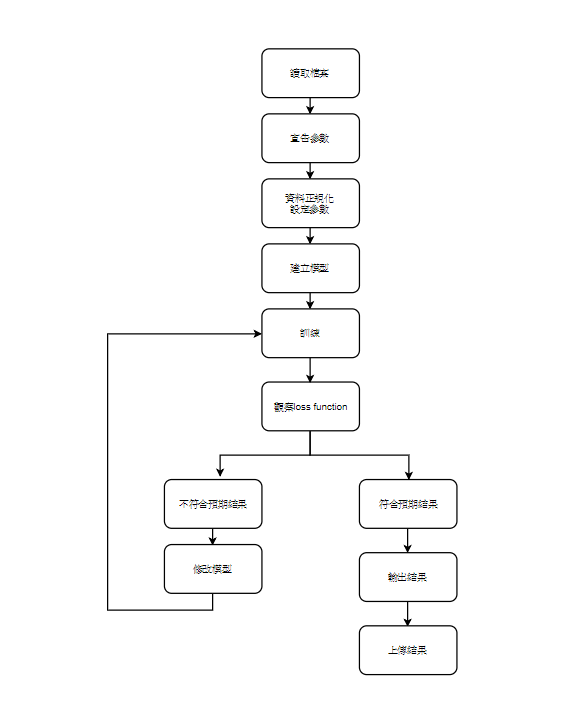 讀取檔案
宣告參數
資料正規化
設定參數
建立模型
訓練
觀察loss function
不符合預期結果
符合預期結果
修改模型
輸出結果
上傳結果